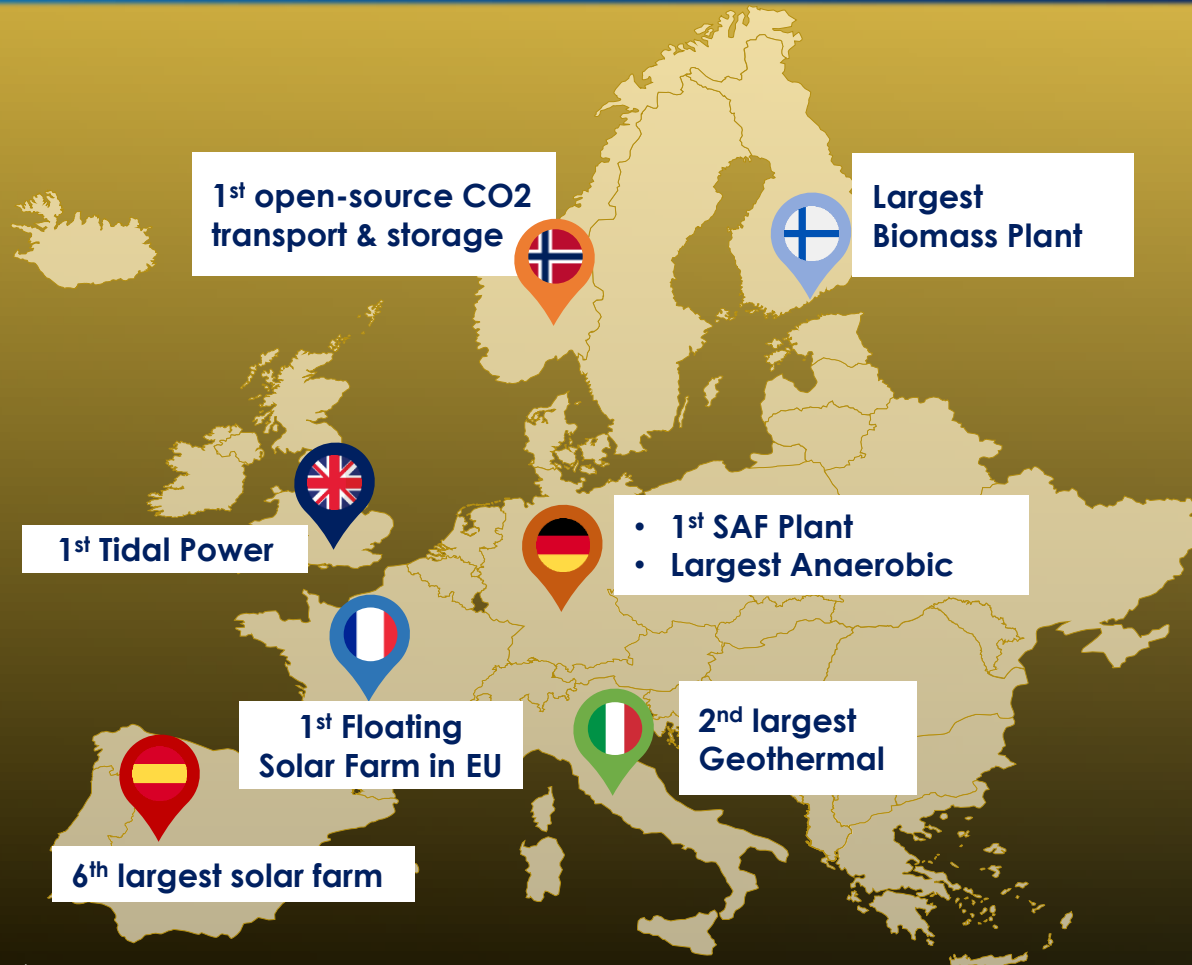 1st open-source CO2
transport & storage
Largest
Biomass Plant
1st Tidal Power
• 1st SAF Plant
• Largest Anaerobic
1st Floating
Solar Farm in EU
2nd largest
Geothermal
6th largest solar farm